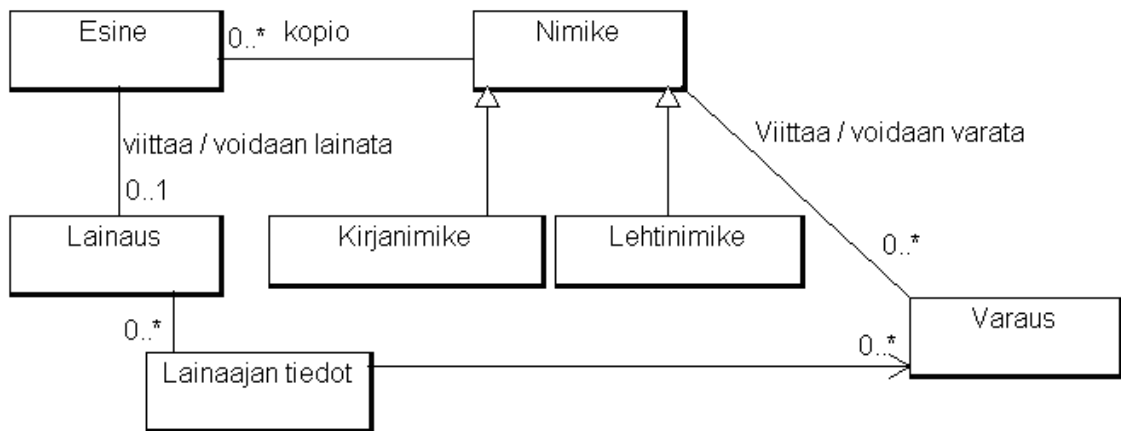 Esine
0..*
kopio
Nimike
viittaa / voidaan lainata
Viittaa / voidaan varata
0..1
Lainaus
Kirjanimike
Lehtinimike
0..*
Varaus
0..*
0..*
Lainaajan tiedot